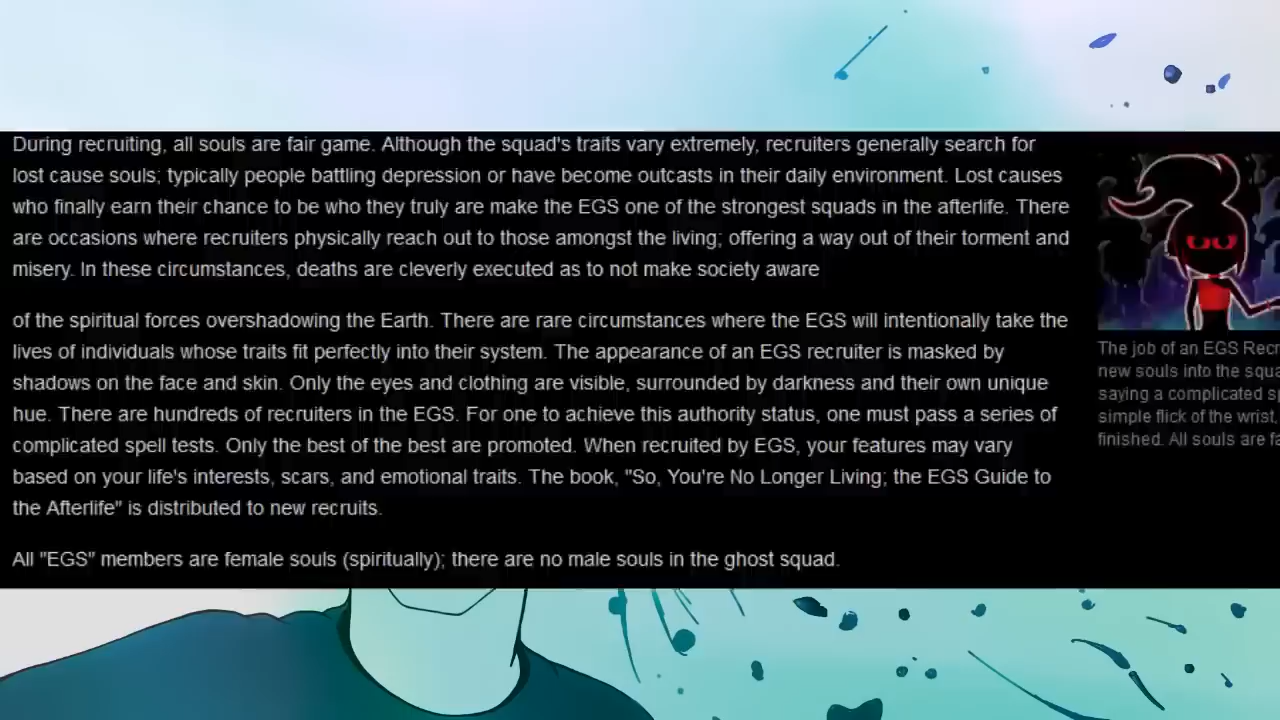 During recruiting, all souls are fair game. Although the squad's traits vary extremely, recruiters generally search for
lost cause souls; typically people battling depression or have become outcasts in their daily environment. Lost causes
who finally earn their chance to be who they truly are make the EGS one of the strongest squads in the afterlife. There
are occasions where recruiters physically reach out to those amongst the living; offering a way out of their torment and
misery. In these circumstances, deaths are cleverly executed as to not make society aware
of the spiritual forces overshadowing the Earth. There are rare circumstances where the EGS will intentionally take the
lives of individuals whose traits fit perfectly into their system. The appearance of an EGS recruiter is masked by
shadows on the face and skin. Only the eyes and clothing are visible, surrounded by darkness and their own unique
hue. There are hundreds of recruiters in the EGS. For one to achieve this authority status, one must pass a series of
complicated spell tests. Only the best of the best are promoted. When recruited by EGS, your features may vary
based on your life's interests, scars, and emotional traits. The book, "So, You're No Longer Living; the EGS Guide to
the Afterlife" is distributed to new recruits.
All "EGS" members are female souls (spiritually); there are no male souls in the ghost squad.
The job of an EGS Recr
new souls into the squa
saying a complicated s
simple flick of the wrist,
finished. All souls are fa